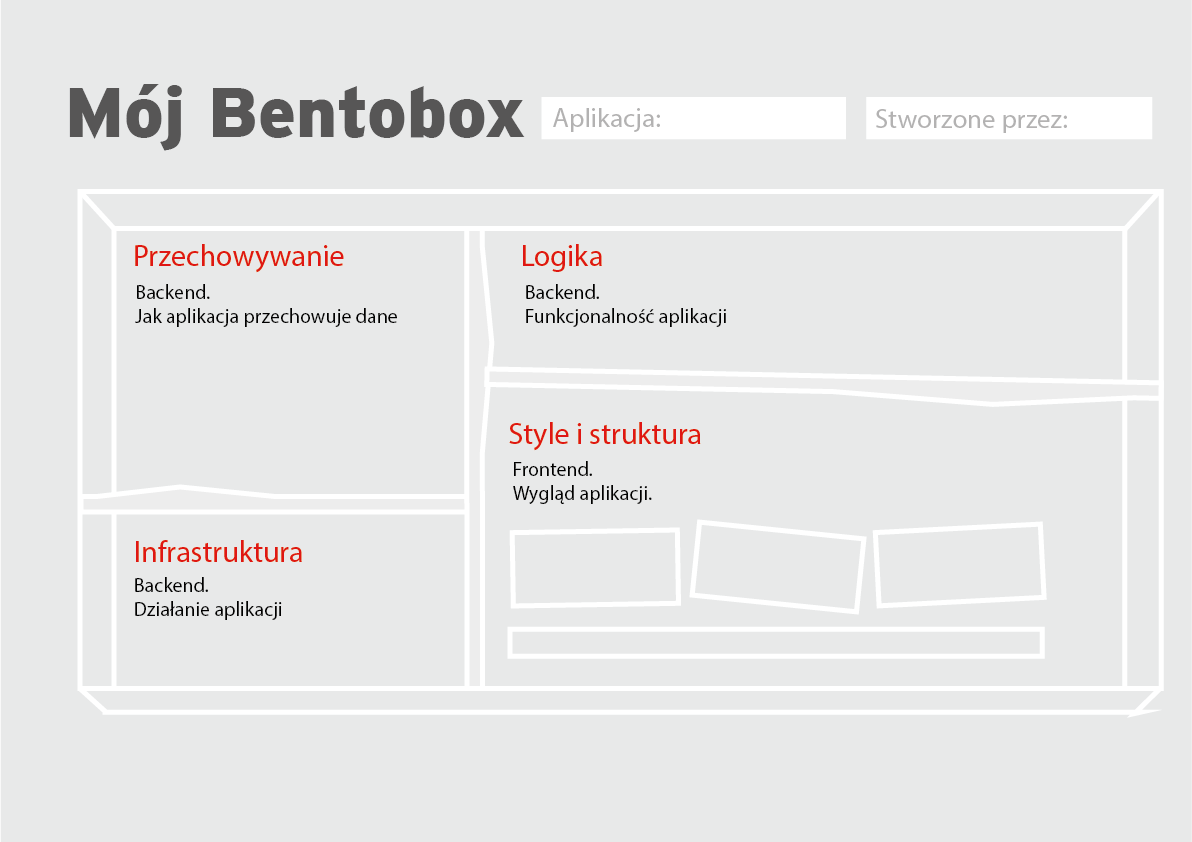 Mój Bentobox
Aplikacja:
Stworzone przez:
Przechowywanie
Backend.
Jak aplikacja przechowuje dane
Logika
Backend.
Funkcjonalność aplikacji
Style i struktura
Frontend.
Wygląd aplikacji.
Infrastruktura
Backend.
Działanie aplikacji